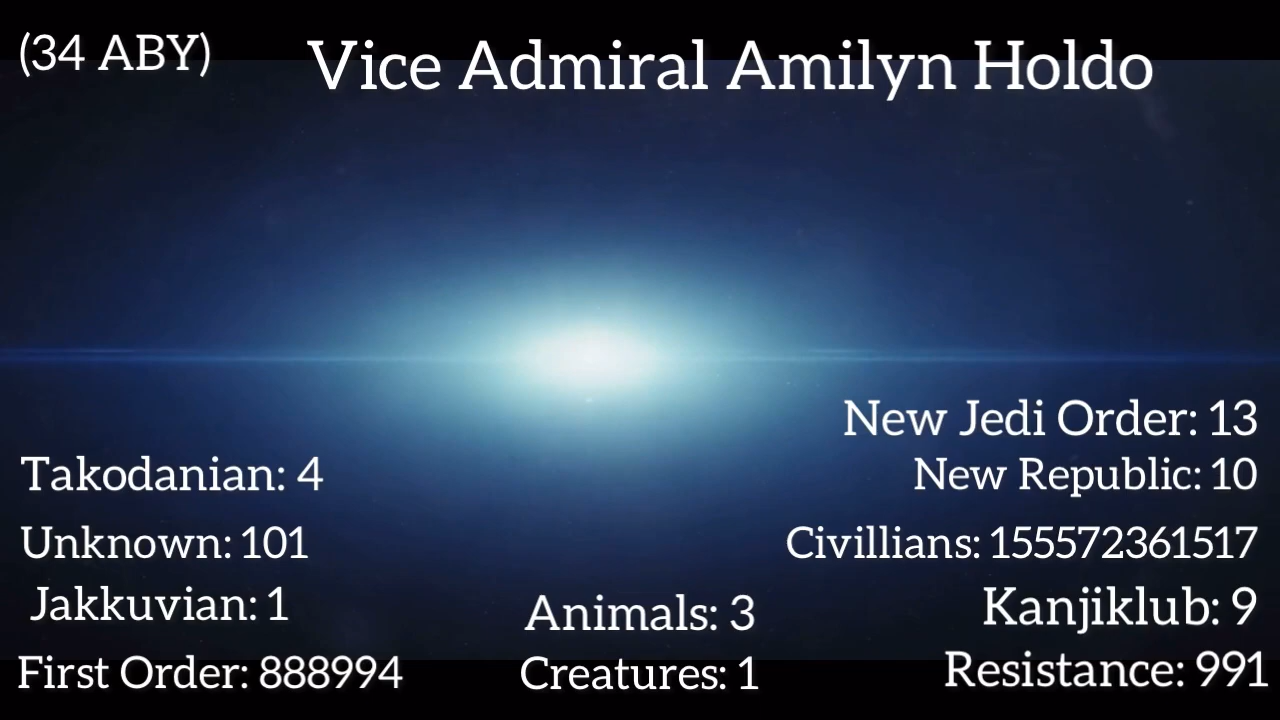 (34 ABY)
Vice Admiral Amilyn Holdo
New Jedi Order: 13
Takodanian: 4
New Republic: 10
Unknown: 101
Civillians: 155572361517
Jakkuvian: 1
Animals: 3
Kanjiklub: 9
First Order: 888994
Creatures: 1
Resistance: 991